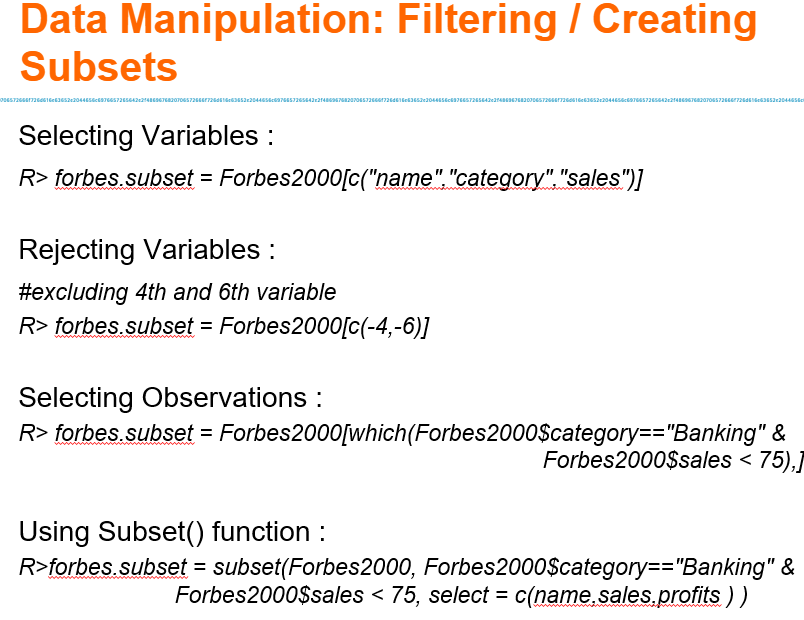 Data Manipulation: Filtering / Creating
Subsets
Selecting Variables :
R> forbes.subset = Forbes2000[c("name","category","sales")]
Rejecting Variables :
#excluding 4th and 6th variable
R> forbes.subset = Forbes2000[c(-4,-6)]
Selecting Observations :
R> forbes.subset = Forbes2000[which(Forbes2000$category=="Banking" &
Forbes2000$sales < 75),]
Using Subset() function :
R>forbes.subset = subset(Forbes2000, Forbes2000$category=="Banking" &
Forbes2000$sales < 75, select = c(name,sales,profits ) )